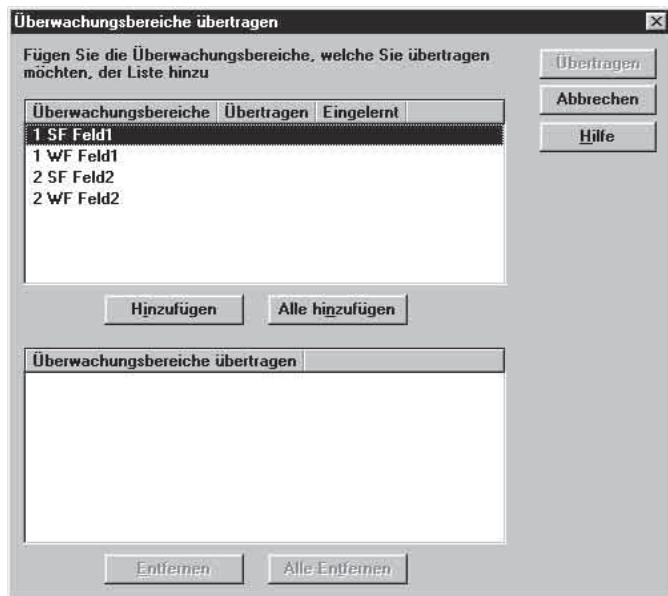 Überwachungsbereiche übertragen
Fügen Sie die Überwachungsbereiche, welche Sie übertragen
möchten, der Liste hinzu
Übertragen
Abbrechen
Hilfe
Überwachungsbereiche Übertragen Eingelernt
1 SF Feld1
1 WF Feld1
2 SF Feld2
2 WF Feld2
Hinzufügen Alle hinzufügen
Überwachungsbereiche übertragen
Entfernen Alle Entfernen